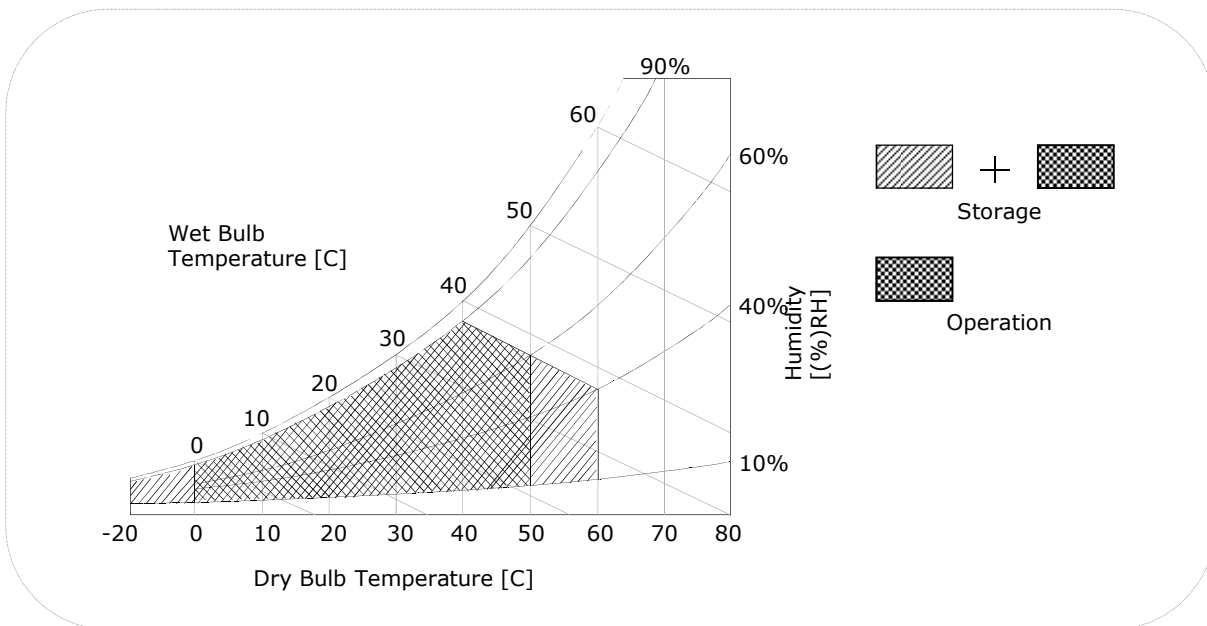 90%
60
60%
50
Wet Bulb
Temperature [C]
40
40%
30
20
10
0
10%
Humidity
[(%)RH]
-20 0 10 20 30 40 50 60 70 80
Dry Bulb Temperature [C]
+
Storage
Operation